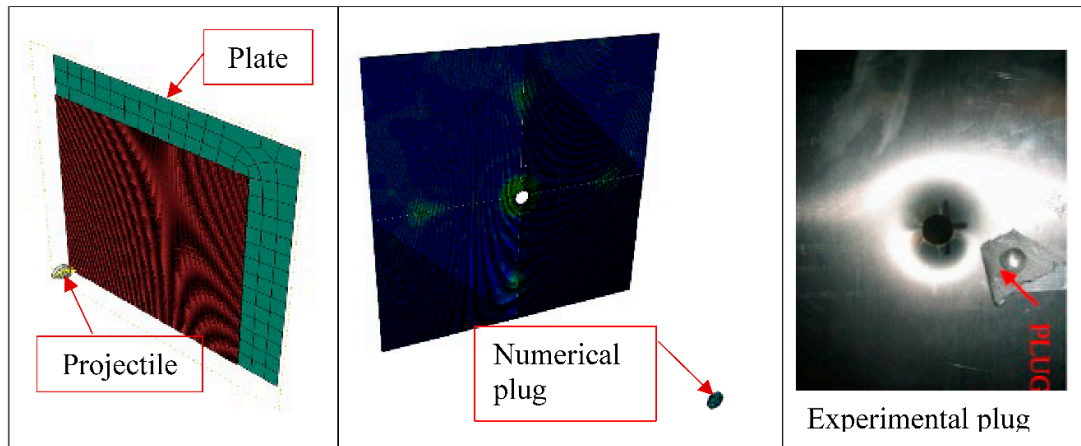 Plate
Projectile
Numerical
plug
PLUG
Experimental plug